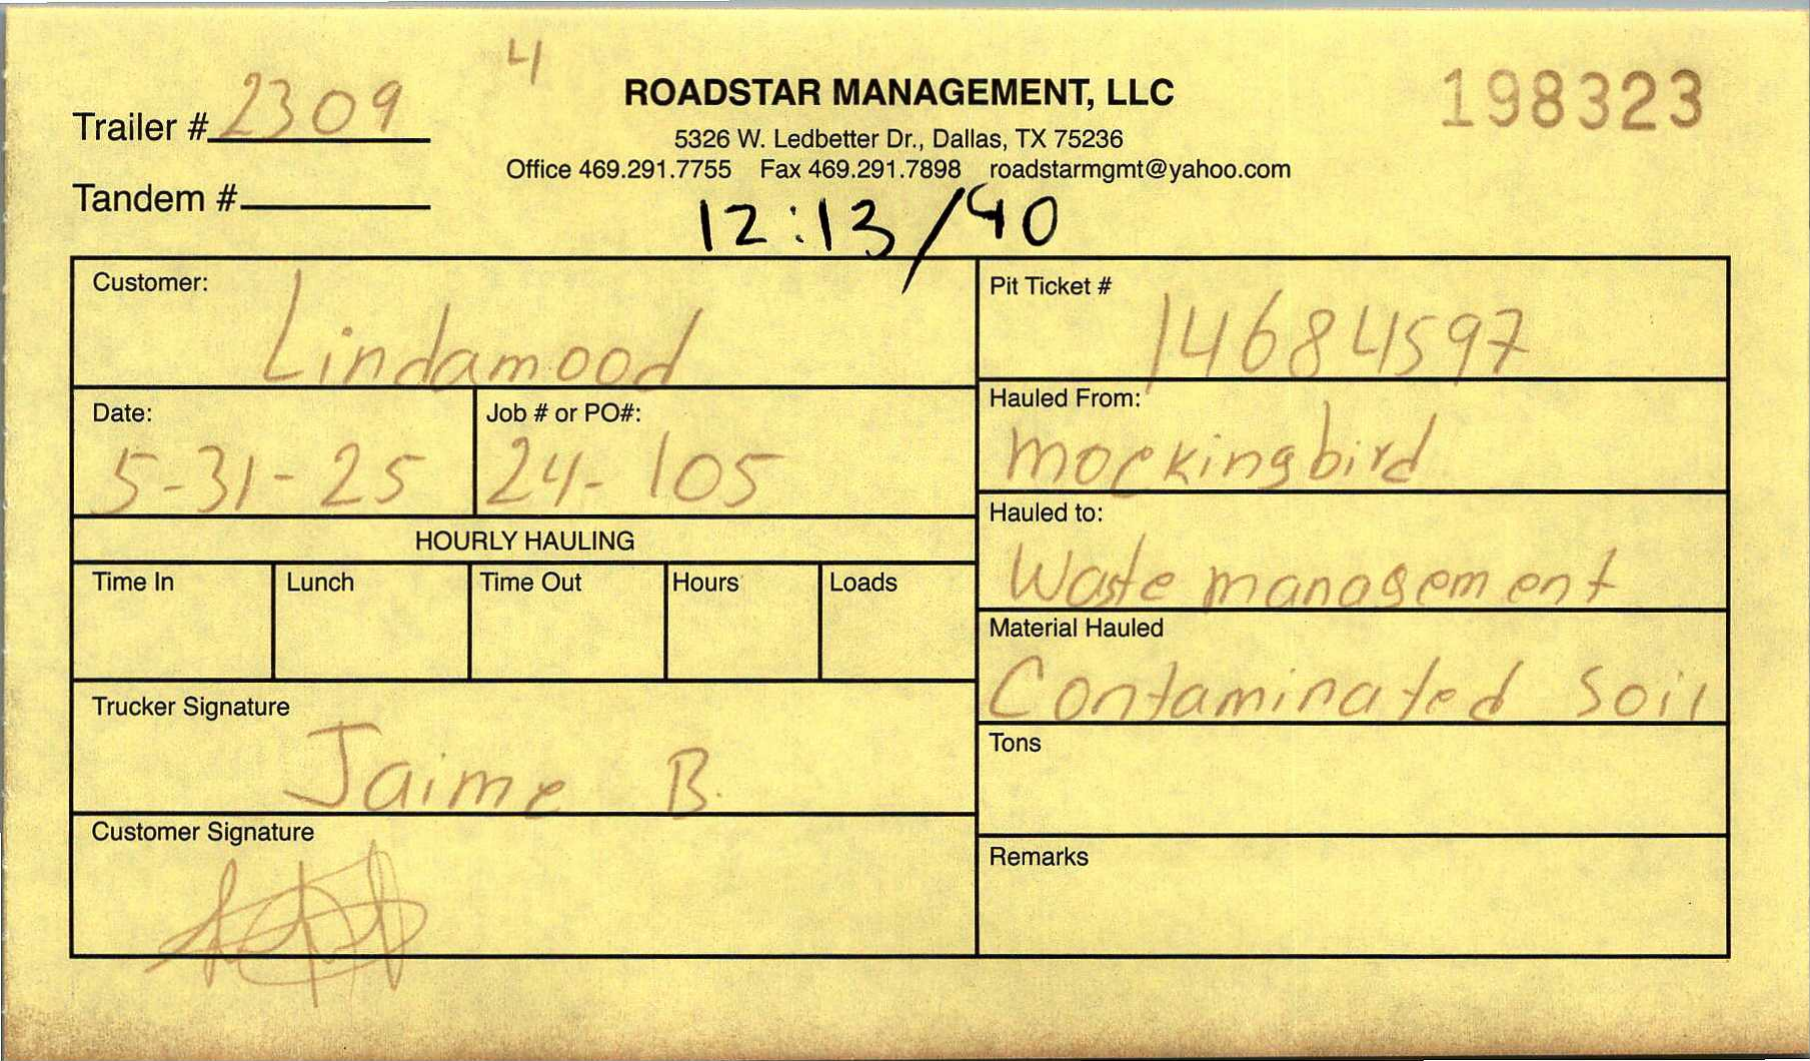 4
Trailer # 2309
ROADSTAR MANAGEMENT, LLC
198323
5326 W. Ledbetter Dr., Dallas, TX 75236
Office 469.291.7755 Fax 469.291.7898 roadstarmgmt@yahoo.com
Tandem #
12:13/40
Customer:
Lindamood
Pit Ticket #
14684597
Date:
5-31-25
Job # or PO#:
24-105
Hauled From:
mockingbird
HOURLY HAULING
Hauled to:
Waste management
Time In Lunch Time Out Hours Loads
Material Hauled
Contaminated Soil
Trucker Signature
Jaime B.
Tons
Customer Signature
Remarks